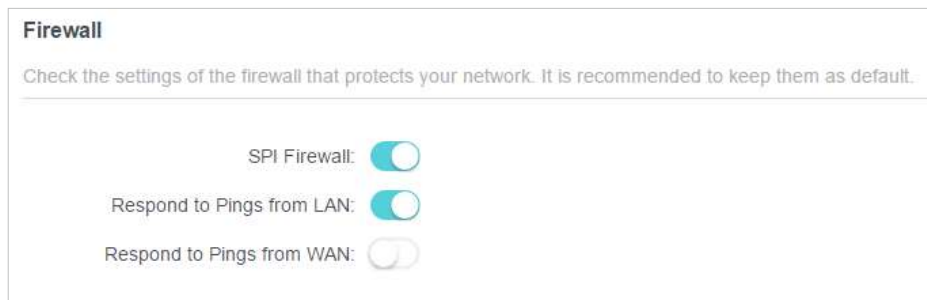 Firewall
Check the settings of the firewall that protects your network. It is recommended to keep them as default.
SPI Firewall:
Respond to Pings from LAN:
Respond to Pings from WAN: